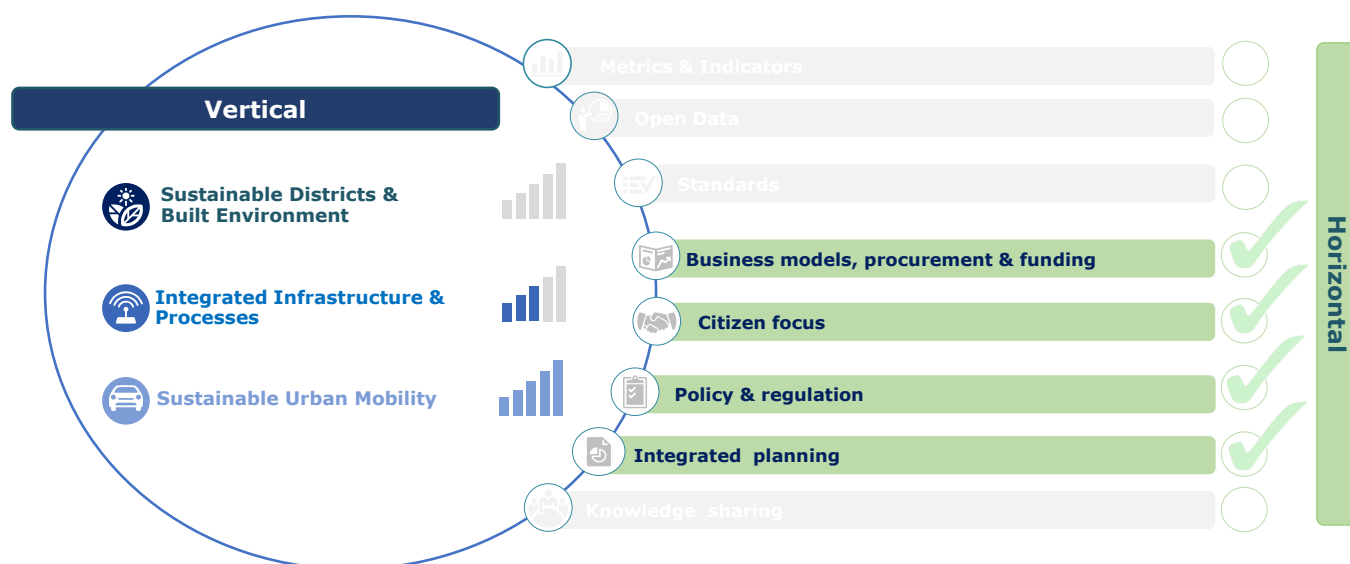 Vertical
Sustainable Districts &
Built Environment
Integrated Infrastructure &
Processes
Sustainable Urban Mobility
Metrics & Indicators
Open Data
Standards
Business models, procurement & funding
Citizen focus
Policy & regulation
Integrated planning
Knowledge sharing
Horizontal